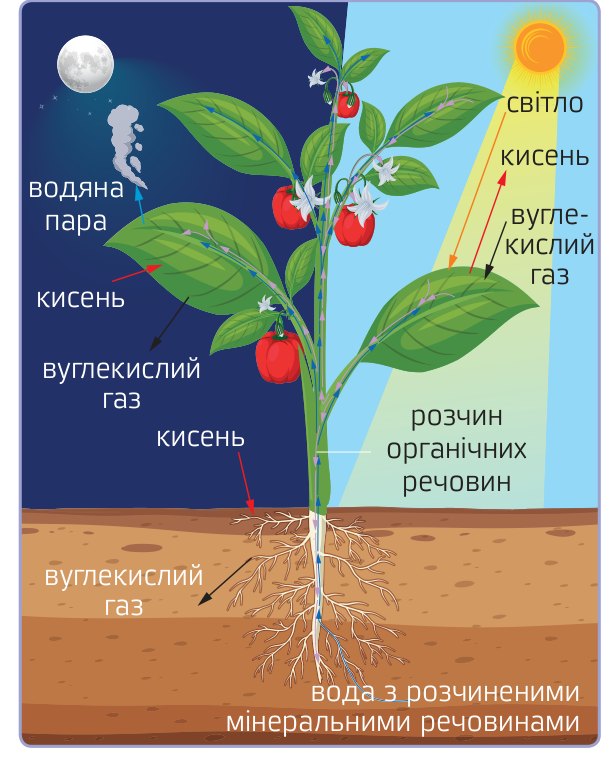 світло
кисень
вугле-
кислий
газ
водяна
пара
кисень
вуглекислий
газ
кисень
розчин
органічних
речовин
вуглекислий
газ
вода з розчиненими
мінеральними речовинами